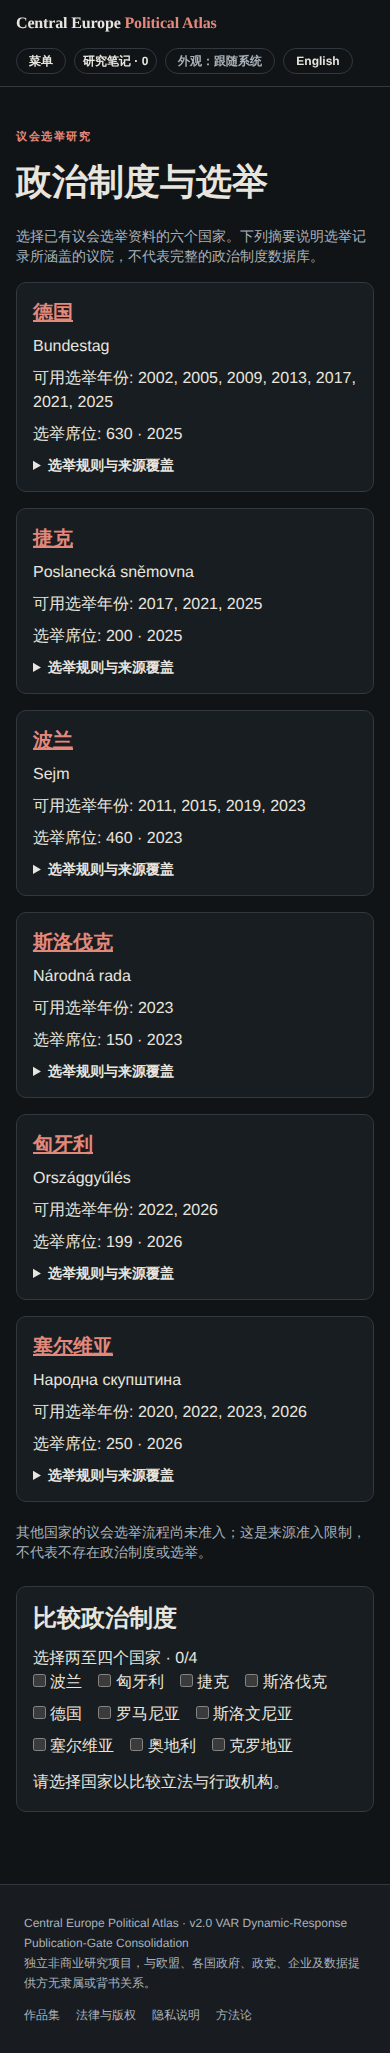 Central Europe Political Atlas
菜单
研究笔记 · 0
外观：跟随系统
English
议会选举研究
政治制度与选举
选择已有议会选举资料的六个国家。下列摘要说明选举记
录所涵盖的议院，不代表完整的政治制度数据库。
德国
Bundestag
可用选举年份: 2002, 2005, 2009, 2013, 2017,
2021, 2025
选举席位: 630 · 2025
▶ 选举规则与来源覆盖
捷克
Poslanecká sněmovna
可用选举年份: 2017, 2021, 2025
选举席位: 200 · 2025
▶ 选举规则与来源覆盖
波兰
Sejm
可用选举年份: 2011, 2015, 2019, 2023
选举席位: 460 · 2023
▶ 选举规则与来源覆盖
斯洛伐克
Národná rada
可用选举年份: 2023
选举席位: 150 · 2023
▶ 选举规则与来源覆盖
匈牙利
Országgyűlés
可用选举年份: 2022, 2026
选举席位: 199 · 2026
▶ 选举规则与来源覆盖
塞尔维亚
Народна скупштина
可用选举年份: 2020, 2022, 2023, 2026
选举席位: 250 · 2026
▶ 选举规则与来源覆盖
其他国家的议会选举流程尚未准入；这是来源准入限制，
不代表不存在政治制度或选举。
比较政治制度
选择两至四个国家 · 0/4
波兰 匈牙利 捷克 斯洛伐克
德国 罗马尼亚 斯洛文尼亚
塞尔维亚 奥地利 克罗地亚
请选择国家以比较立法与行政机构。
Central Europe Political Atlas · v2.0 VAR Dynamic-Response
Publication-Gate Consolidation
独立非商业研究项目，与欧盟、各国政府、政党、企业及数据提
供方无隶属或背书关系。
作品集 法律与版权 隐私说明 方法论